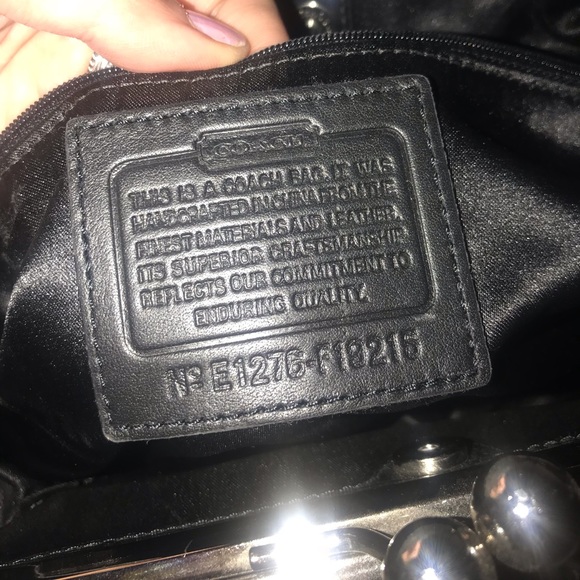 COACH
THIS IS A COACH BAG. IT WAS
HANDCRAFTED IN CHINA FROM THE
FINEST MATERIALS AND LEATHER.
ITS SUPERIOR CRAFTSMANSHIP
REFLECTS OUR COMMITMENT TO
ENDURING QUALITY.
Nº E1276-F19216